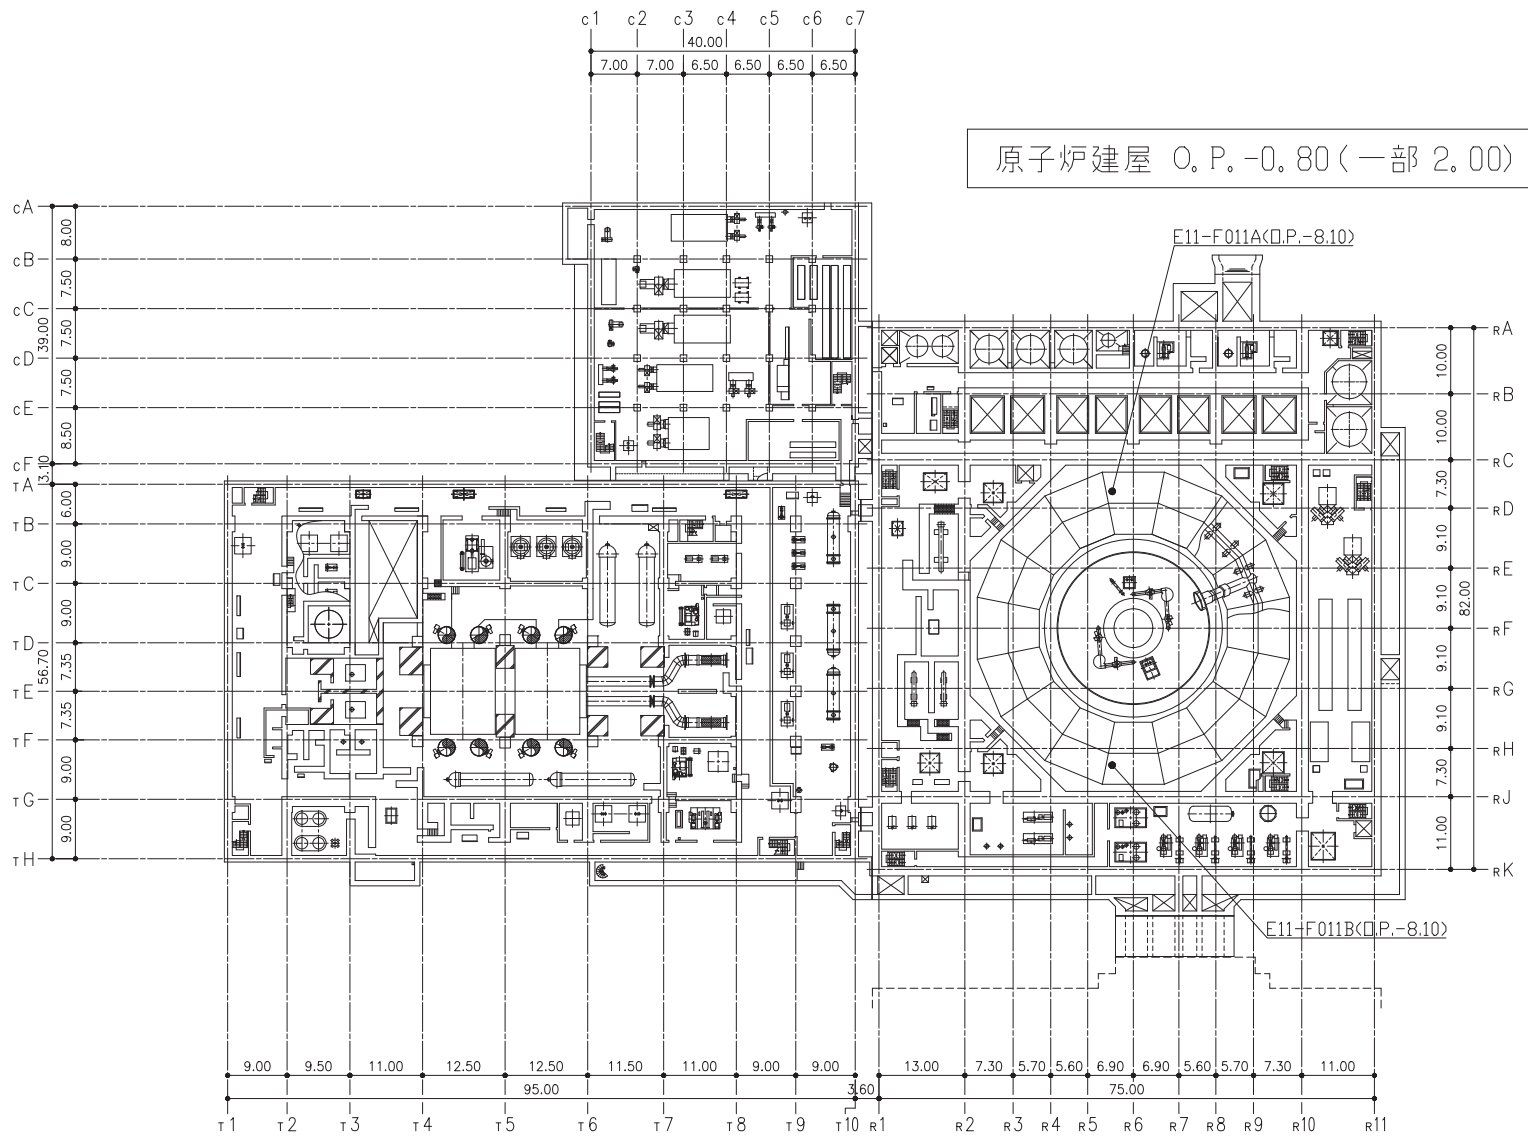 c1 c2 c3 c4 c5 c6 c7
40.00
7.00 7.00 6.50 6.50 6.50 6.50
原子炉建屋 O.P.-0.80(一部 2.00)
cA
cB
cC
cD
cE
cF
8.00
7.50
7.50
7.50
8.50
39.00
3.10
TA
TB
TC
TD
TE
TF
TG
TH
6.00
9.00
9.00
7.35
7.35
9.00
9.00
56.70
E11-F011A(O.P.-8.10)
E11-F011B(O.P.-8.10)
RA
RB
RC
RD
RE
RF
RG
RH
RJ
RK
10.00
10.00
7.30
9.10
9.10
9.10
9.10
7.30
11.00
82.00
9.00 9.50 11.00 12.50 12.50 11.50 11.00 9.00 9.00 13.00 7.30 5.70 5.60 6.90 6.90 5.60 5.70 7.30 11.00
95.00 3.60 75.00
T1 T2 T3 T4 T5 T6 T7 T8 T9 T10 R1 R2 R3 R4 R5 R6 R7 R8 R9 R10 R11